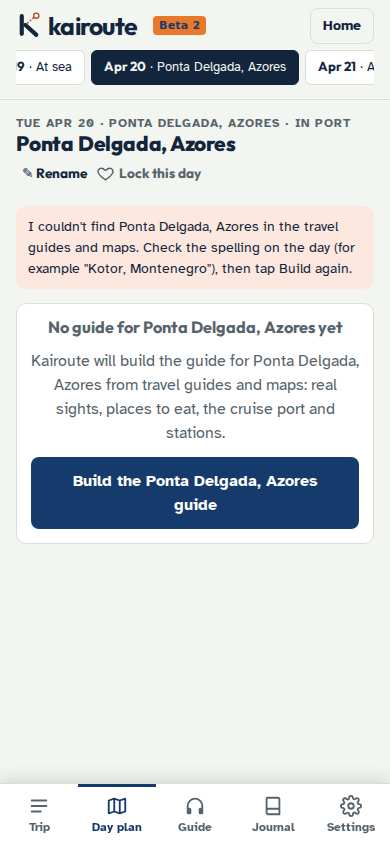 kairoute Beta 2 Home
9 · At sea Apr 20 · Ponta Delgada, Azores Apr 21 · A
TUE APR 20 · PONTA DELGADA, AZORES · IN PORT
Ponta Delgada, Azores
✎ Rename Lock this day
I couldn't find Ponta Delgada, Azores in the travel
guides and maps. Check the spelling on the day (for
example "Kotor, Montenegro"), then tap Build again.
No guide for Ponta Delgada, Azores yet
Kairoute will build the guide for Ponta Delgada,
Azores from travel guides and maps: real
sights, places to eat, the cruise port and
stations.
Build the Ponta Delgada, Azores
guide
Trip Day plan Guide Journal Settings